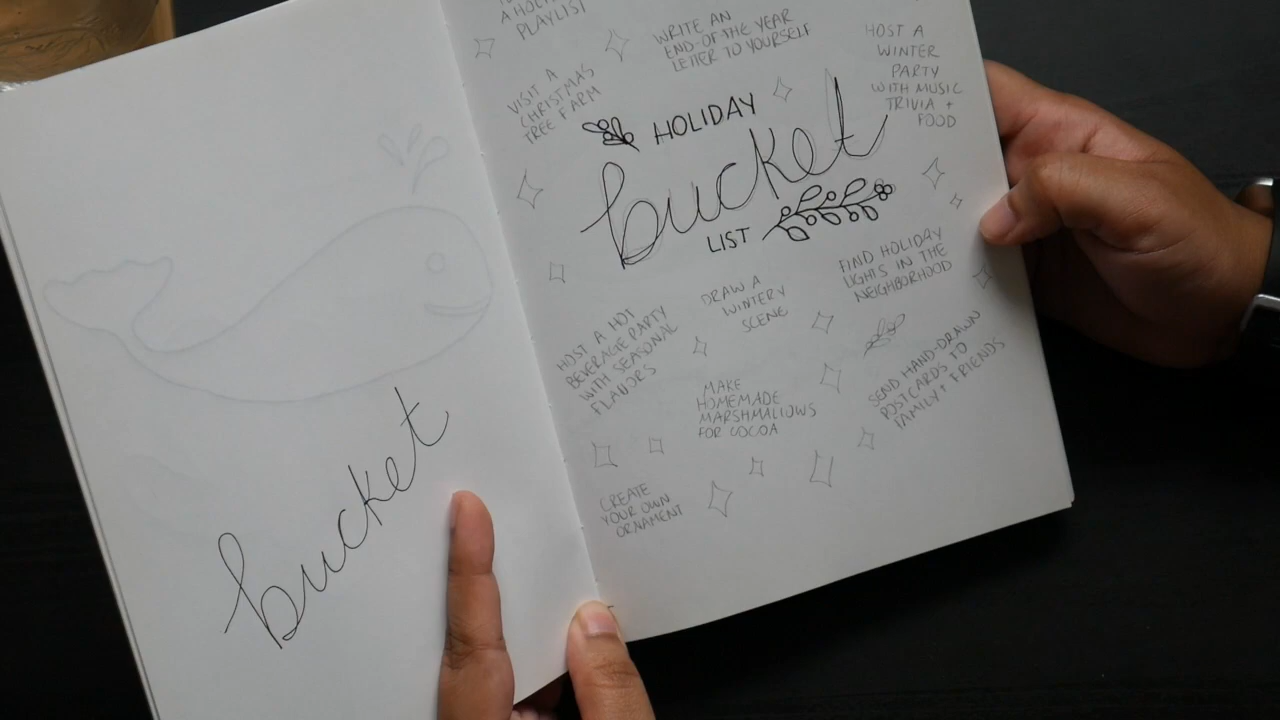 bucket
A HOLI
PLAYLIST
WRITE AN
END-OF THE YEAR
LETTER TO YOURSELF
HOST A
WINTER
PARTY
WITH MUSIC
TRIVIA +
FOOD
VISIT A
CHRISTMAS
TREE FARM
HOLIDAY
bucket
LIST
FIND HOLIDAY
LIGHTS IN THE
NEIGHBORHOOD
DRAW A
WINTERY
SCENE
HOST A HOT
BEVERAGE PARTY
WITH SEASONAL
FLAVORS
MAKE
HOMEMADE
MARSHMALLOWS
FOR COCOA
SEND HAND-DRAWN
POSTCARDS TO
FAMILY + FRIENDS
CREATE
YOUR OWN
ORNAMENT